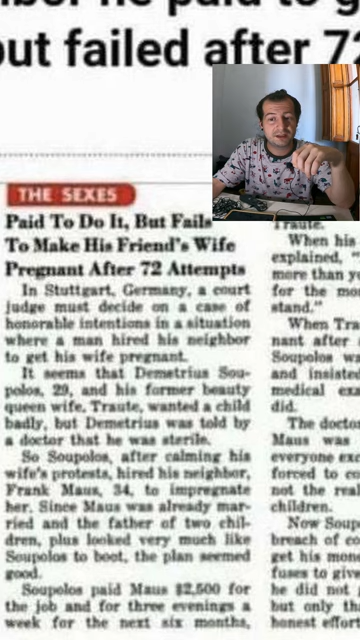 but failed after 72
THE SEXES
Paid To Do It, But Fails
To Make His Friend's Wife
Pregnant After 72 Attempts
In Stuttgart, Germany, a court
judge must decide on a case of
honorable intentions in a situation
where a man hired his neighbor
to get his wife pregnant.
It seems that Demetrius Sou-
polos, 29, and his former beauty
queen wife, Traute, wanted a child
badly, but Demetrius was told by
a doctor that he was sterile.
So Soupolos, after calming his
wife's protests, hired his neighbor,
Frank Maus, 34, to impregnate
her. Since Maus was already mar-
ried and the father of two chil-
dren, plus looked very much like
Soupolos to boot, the plan seemed
good.
Soupolos paid Maus $2,500 for
the job and for three evenings a
week for the next six months,
Traute.
When his
explained, "
more than y
for the mo
stand."
When Tra
nant after
Soupolos wa
and insisted
medical exa
did.
The doctor
Maus was
everyone exc
forced to co
not the real
children.
Now Soup
breach of co
get his mon
fuses to give
he did not
but only th
honest effort